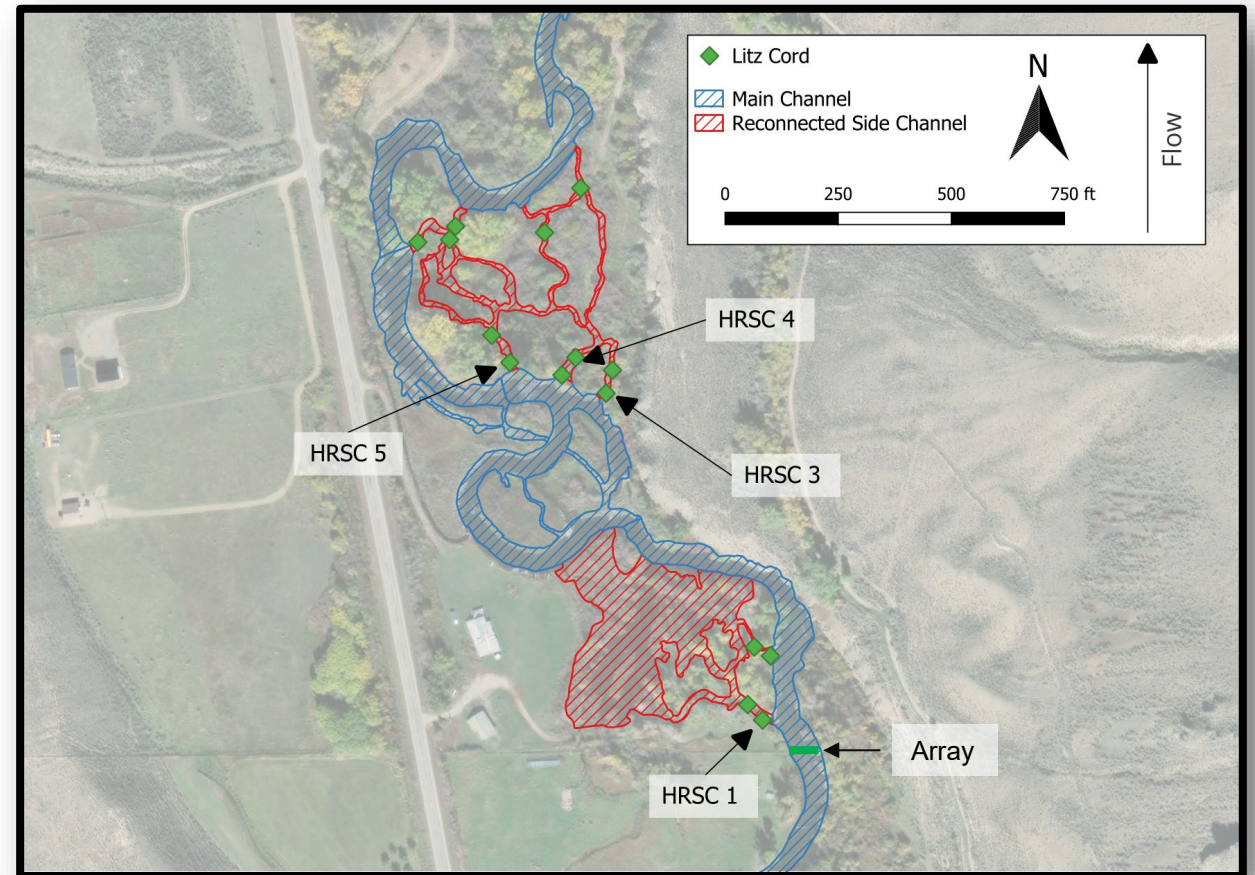 Litz Cord
Main Channel
Reconnected Side Channel
N
Flow
0 250 500 750 ft
HRSC 4
HRSC 5
HRSC 3
Array
HRSC 1